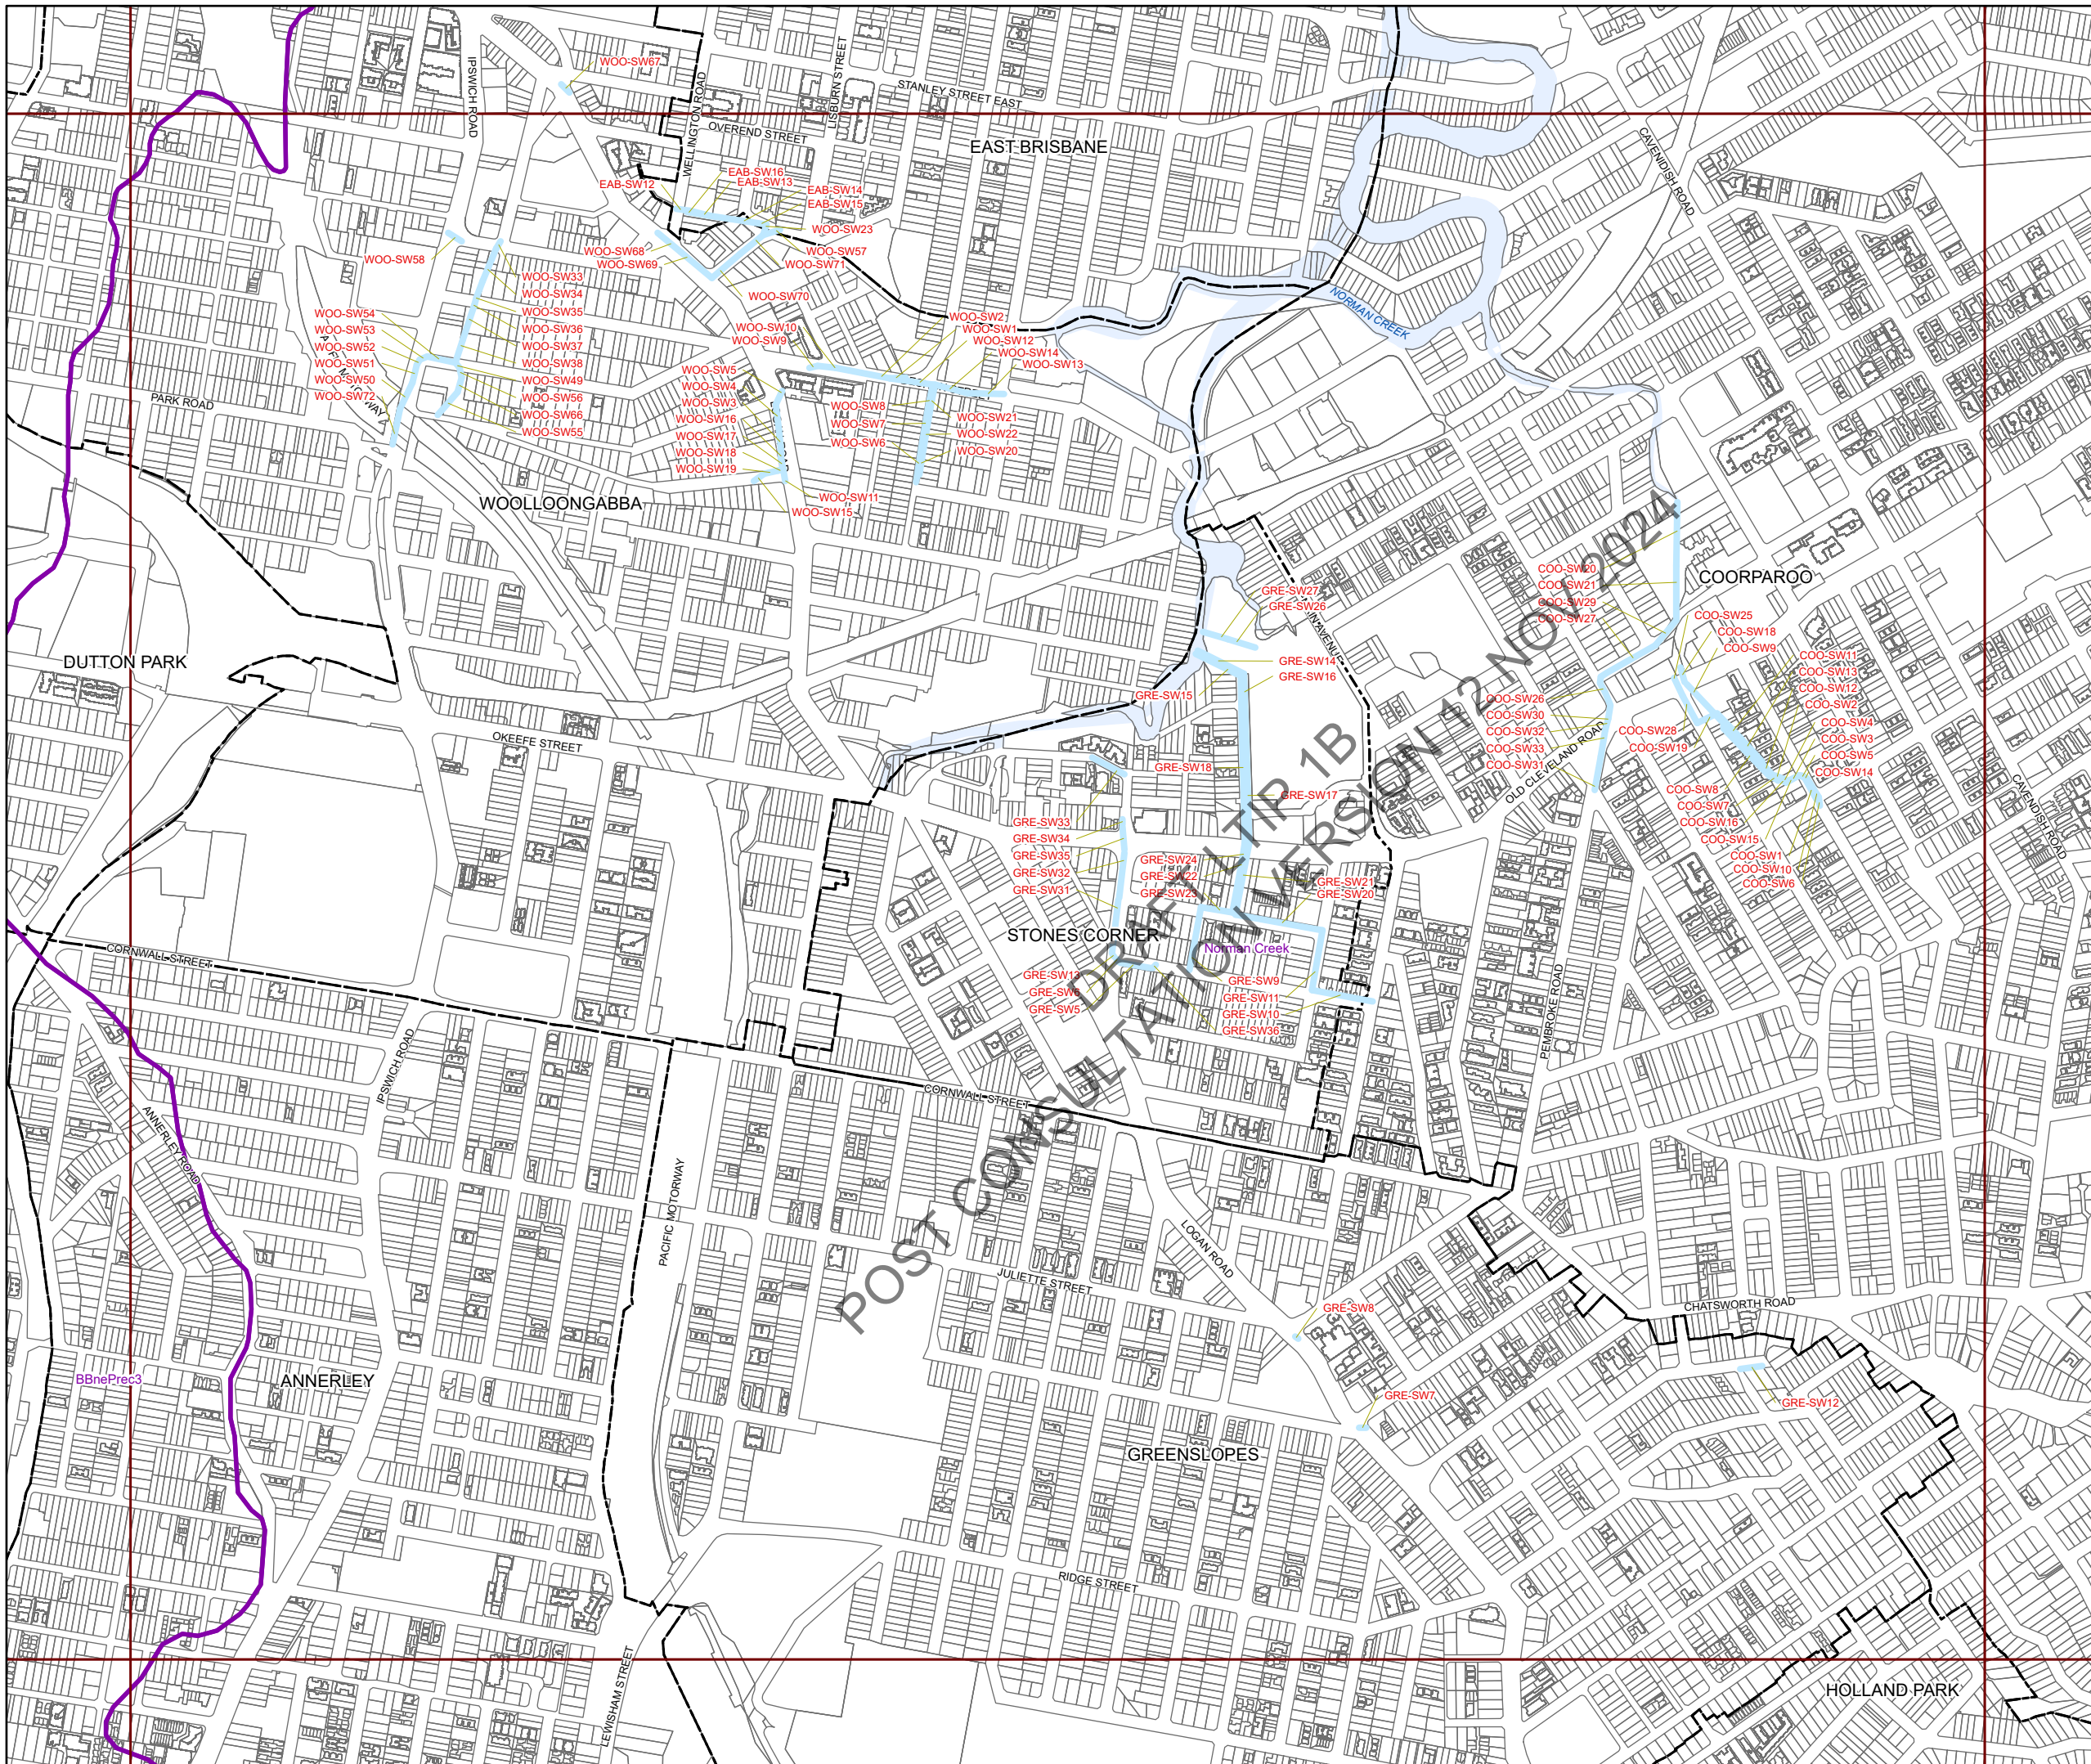 WOO-SW67
IPSWICH ROAD
WELLINGTON ROAD
LISBURN STREET
STANLEY STREET EAST
OVEREND STREET
EAST BRISBANE
CAVENDISH ROAD
EAB-SW16
EAB-SW13
EAB-SW12
EAB-SW14
EAB-SW15
WOO-SW23
WOO-SW68
WOO-SW57
WOO-SW69
WOO-SW71
WOO-SW58
WOO-SW33
WOO-SW34
WOO-SW70
WOO-SW35
NORMAN CREEK
WOO-SW54
WOO-SW53
WOO-SW52
WOO-SW51
WOO-SW50
WOO-SW72
WOO-SW36
WOO-SW37
WOO-SW38
WOO-SW49
WOO-SW56
WOO-SW66
WOO-SW55
WOO-SW10
WOO-SW9
WOO-SW2
WOO-SW1
WOO-SW12
WOO-SW14
WOO-SW13
WOO-SW5
WOO-SW4
WOO-SW3
WOO-SW16
WOO-SW17
WOO-SW18
WOO-SW19
WOO-SW8
WOO-SW7
WOO-SW6
WOO-SW21
WOO-SW22
WOO-SW20
WOO-SW11
WOO-SW15
PARK ROAD
WOOLLOONGABBA
COORPAROO
COO-SW20
COO-SW21
COO-SW29
COO-SW27
COO-SW25
COO-SW18
COO-SW9
COO-SW11
COO-SW13
COO-SW12
COO-SW2
COO-SW4
COO-SW3
COO-SW5
COO-SW14
COO-SW26
COO-SW30
COO-SW32
COO-SW33
COO-SW31
COO-SW28
COO-SW19
COO-SW8
COO-SW7
COO-SW16
COO-SW15
COO-SW1
COO-SW10
COO-SW6
OLD CLEVELAND ROAD
CAVENDISH ROAD
GRE-SW27
GRE-SW26
GRE-SW14
GRE-SW16
GRE-SW15
GRE-SW18
GRE-SW17
DUTTON PARK
OKEEFE STREET
GRE-SW33
GRE-SW34
GRE-SW35
GRE-SW32
GRE-SW31
GRE-SW24
GRE-SW22
GRE-SW23
GRE-SW21
GRE-SW20
STONES CORNER
Norman Creek
GRE-SW13
GRE-SW6
GRE-SW5
GRE-SW9
GRE-SW11
GRE-SW10
GRE-SW36
CORNWALL STREET
IPSWICH ROAD
PEMBROKE ROAD
CORNWALL STREET
ANNERLEY ROAD
PACIFIC MOTORWAY
LOGAN ROAD
JULIETTE STREET
GRE-SW8
CHATSWORTH ROAD
BBnePrec3
ANNERLEY
GRE-SW7
GRE-SW12
GREENSLOPES
RIDGE STREET
LEWISHAM STREET
HOLLAND PARK
DRAFT LTIP 1B
POST CONSULTATION VERSION 12 NOV 2024